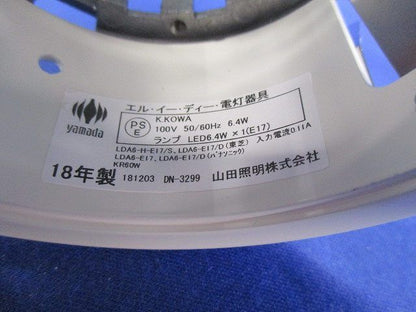 yamada
エル・イー・ディー・電灯器具
PS
E
K.KOWA
100V 50/60Hz 6.4W
ランプ LED6.4W ×1(E17) 入力電流0.11A
LDA6-H-E17/S、LDA6-E17/D(東芝)
LDA6-E17、LDA6-E17/D(パナソニック)
KR60W
18年製 181203 DN-3299 山田照明株式会社